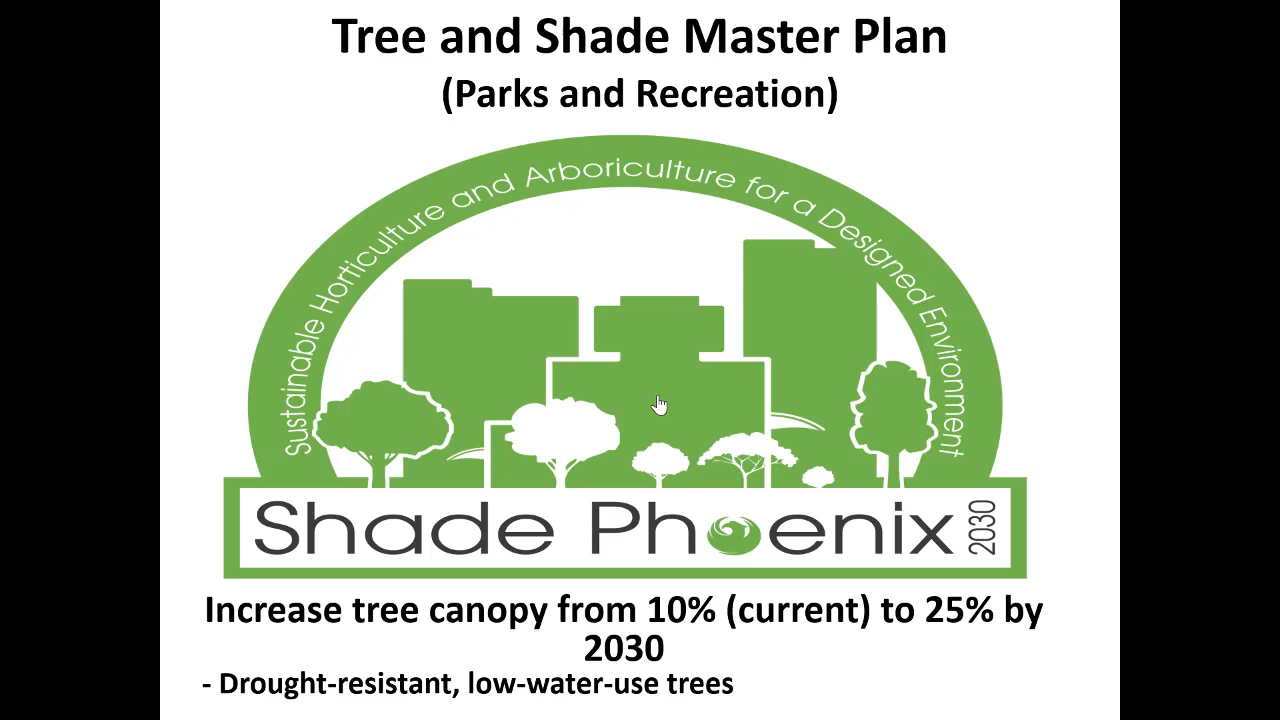 Tree and Shade Master Plan
(Parks and Recreation)
Sustainable Horticulture and Arboriculture for a Designed Environment
Shade Phoenix 2030
Increase tree canopy from 10% (current) to 25% by
2030
- Drought-resistant, low-water-use trees